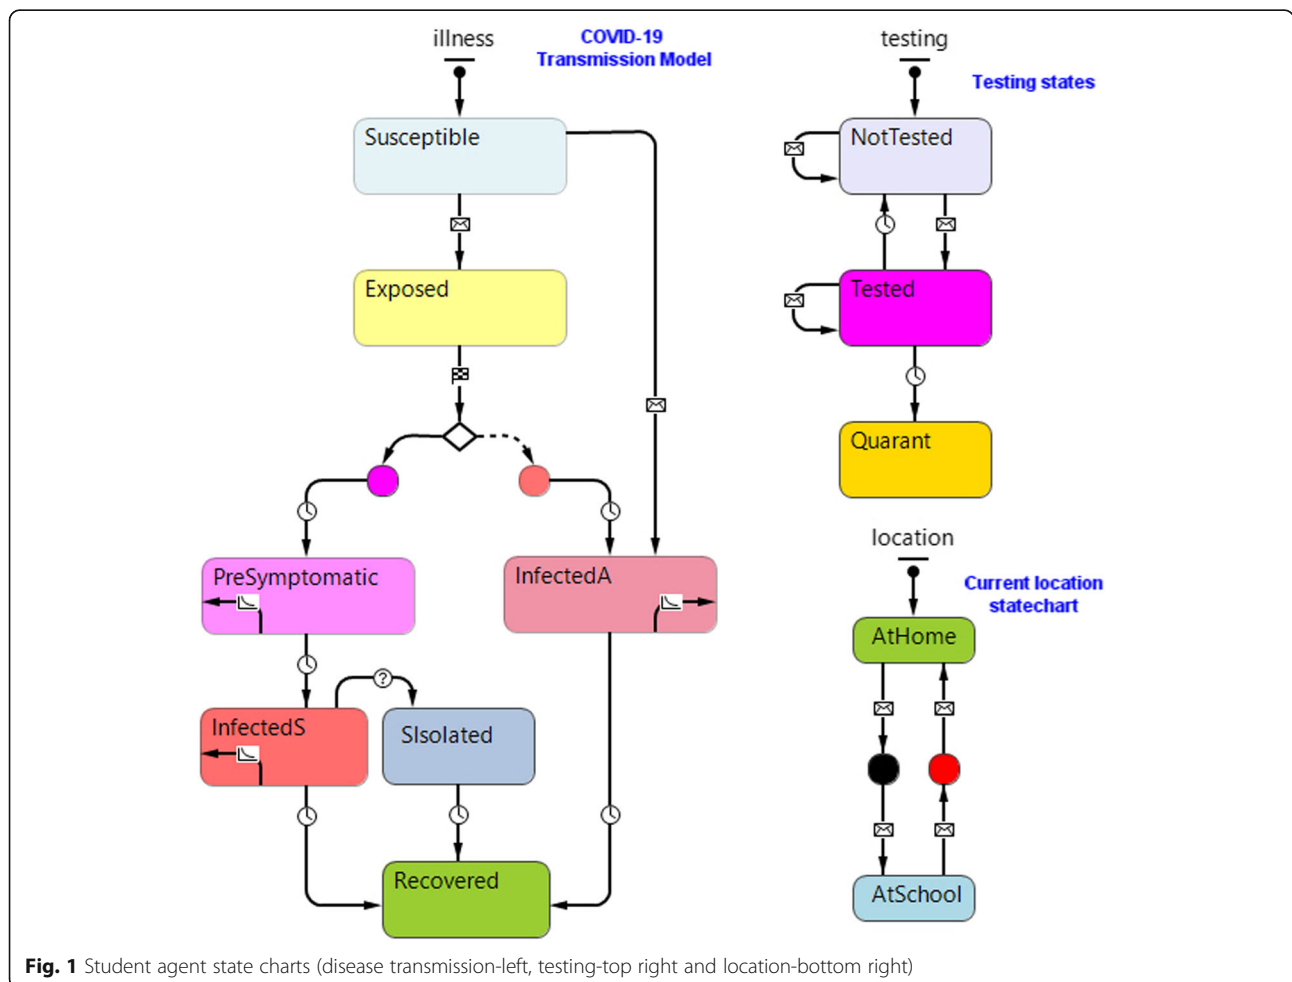 illness
COVID-19
Transmission Model
Susceptible
Exposed
PreSymptomatic
InfectedA
InfectedS
SIsolated
?
Recovered
testing
Testing states
NotTested
Tested
Quarant
location
Current location
statechart
AtHome
AtSchool
Fig. 1 Student agent state charts (disease transmission-left, testing-top right and location-bottom right)